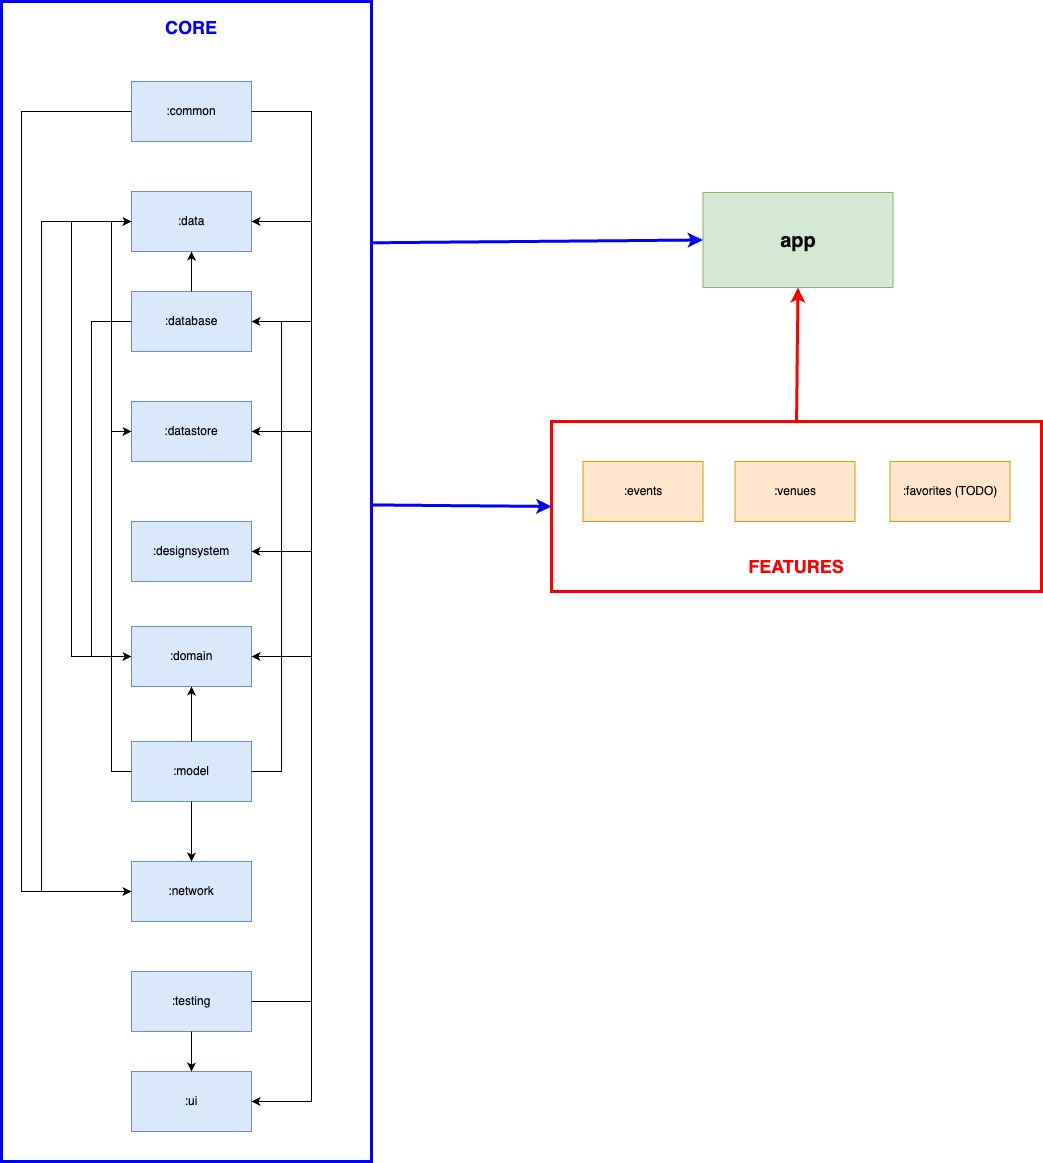 CORE
:common
:data
:database
:datastore
:designsystem
:domain
:model
:network
:testing
:ui
app
:events
:venues
:favorites (TODO)
FEATURES